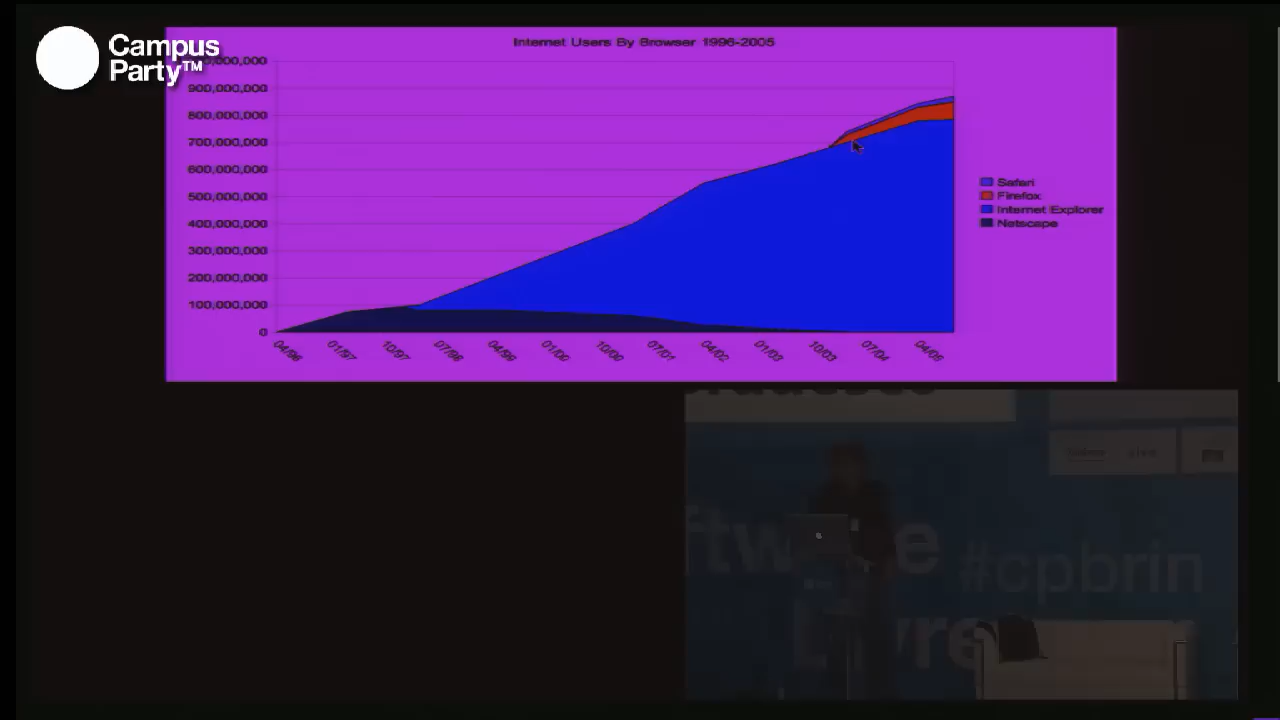 Campus
Party™
Internet Users By Browser 1996-2005
900,000,000
800,000,000
700,000,000
600,000,000
500,000,000
400,000,000
300,000,000
200,000,000
100,000,000
0
04/96
01/97
10/97
07/98
04/99
01/00
10/00
07/01
04/02
01/03
10/03
07/04
04/05
Safari
Firefox
Internet Explorer
Netscape
#cpbrin